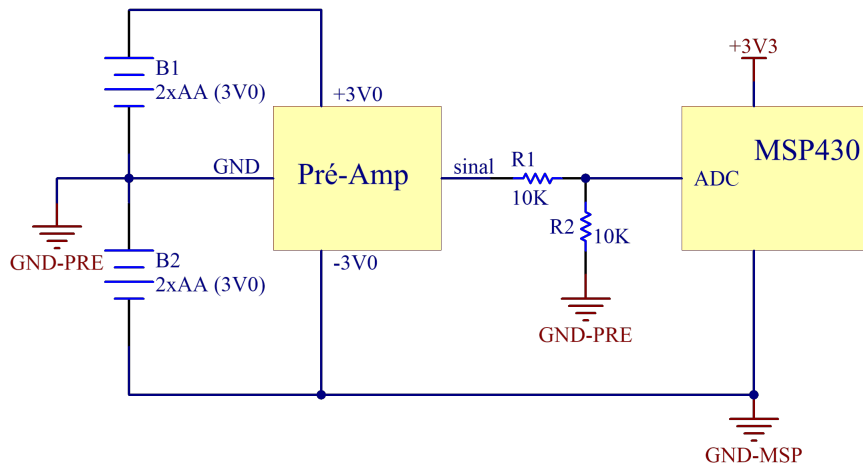 +3V3
B1
2xAA (3V0)
+3V0
GND
Pré-Amp
sinal
R1
10K
MSP430
ADC
R2
10K
GND-PRE
B2
2xAA (3V0)
-3V0
GND-PRE
GND-MSP